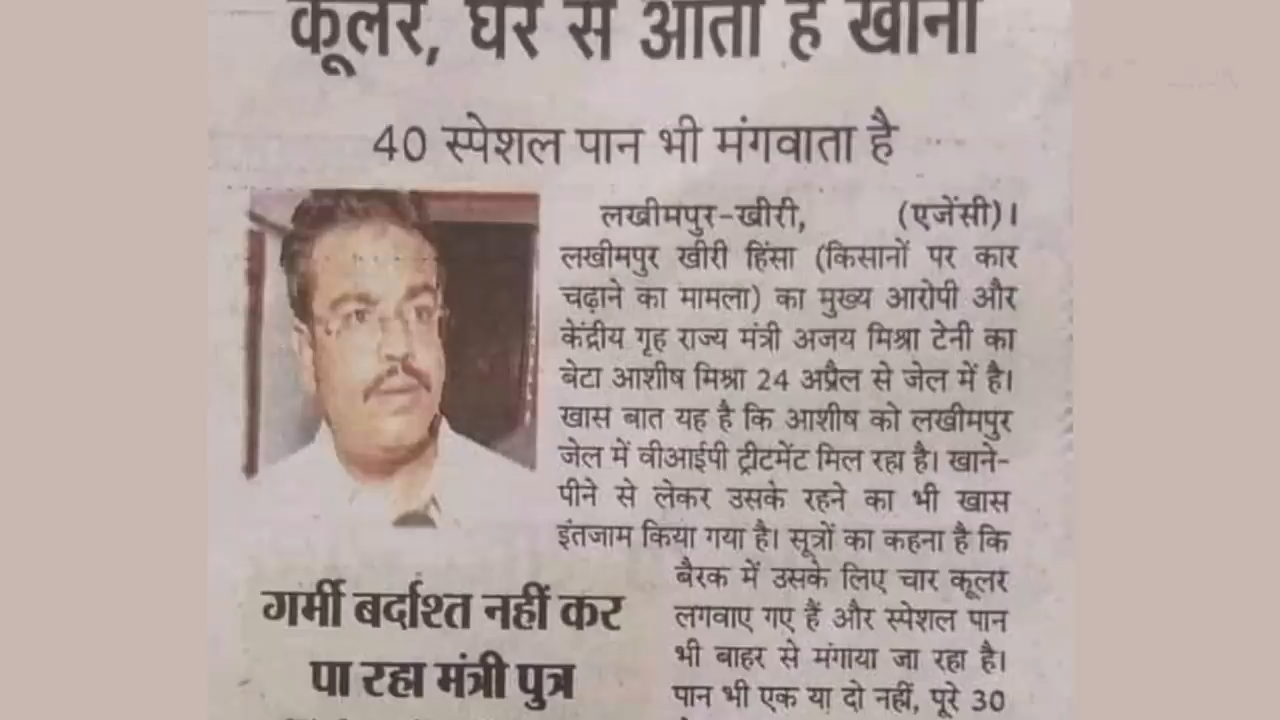 कूलर, घर से आता है खाना
40 स्पेशल पान भी मंगवाता है
लखीमपुर-खीरी, (एजेंसी)।
लखीमपुर खीरी हिंसा (किसानों पर कार
चढ़ाने का मामला) का मुख्य आरोपी और
केंद्रीय गृह राज्य मंत्री अजय मिश्रा टेनी का
बेटा आशीष मिश्रा 24 अप्रैल से जेल में है।
खास बात यह है कि आशीष को लखीमपुर
जेल में वीआईपी ट्रीटमेंट मिल रहा है। खाने-
पीने से लेकर उसके रहने का भी खास
इंतजाम किया गया है। सूत्रों का कहना है कि
बैरक में उसके लिए चार कूलर
लगवाए गए हैं और स्पेशल पान
भी बाहर से मंगाया जा रहा है।
पान भी एक या दो नहीं, पूरे 30
गर्मी बर्दाश्त नहीं कर
पा रहा मंत्री पुत्र